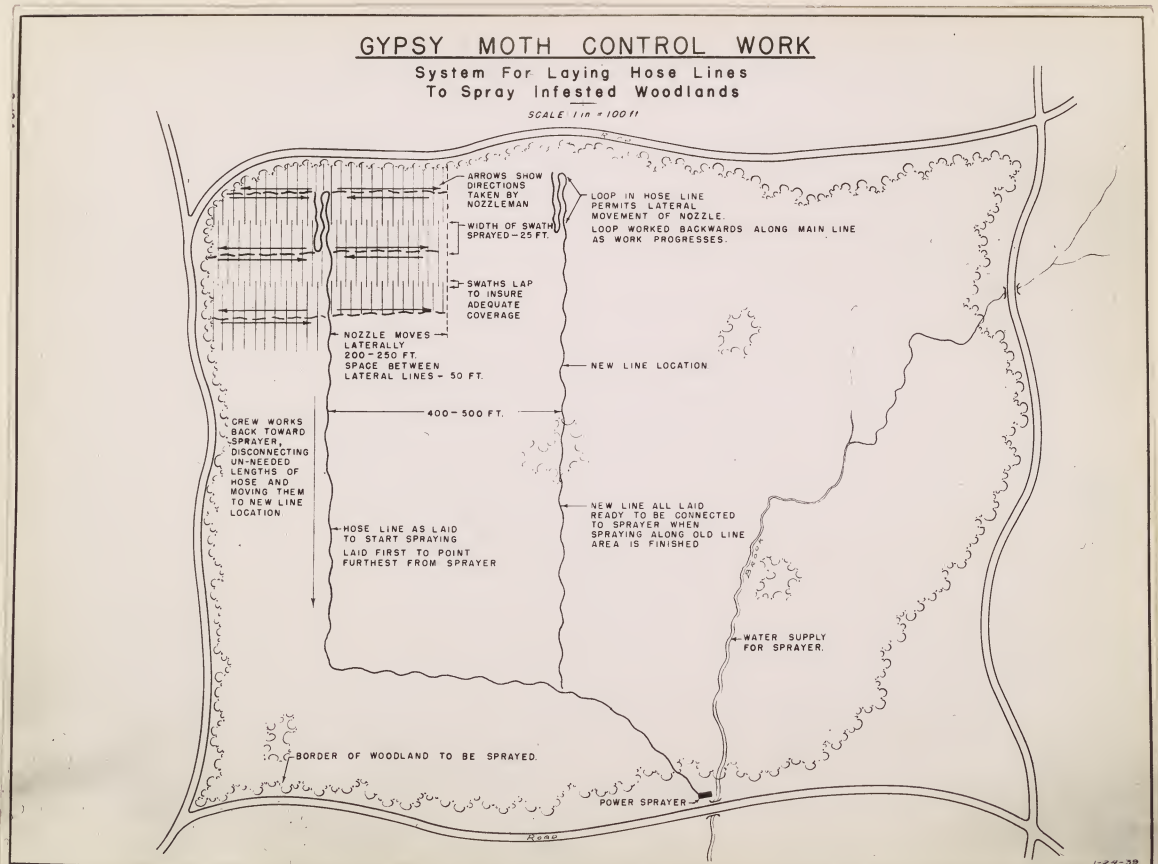 GYPSY MOTH CONTROL WORK
System For Laying Hose Lines
To Spray Infested Woodlands
SCALE 1 in = 100 ft
ARROWS SHOW
DIRECTIONS
TAKEN BY
NOZZLEMAN
WIDTH OF SWATH
SPRAYED - 25 FT.
SWATHS LAP
TO INSURE
ADEQUATE
COVERAGE
LOOP IN HOSE LINE
PERMITS LATERAL
MOVEMENT OF NOZZLE.
LOOP WORKED BACKWARDS ALONG MAIN LINE
AS WORK PROGRESSES.
NOZZLE MOVES
LATERALLY
200-250 FT.
SPACE BETWEEN
LATERAL LINES - 50 FT.
NEW LINE LOCATION
400-500 FT.
CREW WORKS
BACK TOWARD
SPRAYER,
DISCONNECTING
UN-NEEDED
LENGTHS OF
HOSE AND
MOVING THEM
TO NEW LINE
LOCATION
HOSE LINE AS LAID
TO START SPRAYING
LAID FIRST TO POINT
FURTHEST FROM SPRAYER
NEW LINE ALL LAID
READY TO BE CONNECTED
TO SPRAYER WHEN
SPRAYING ALONG OLD LINE
AREA IS FINISHED
BROOK
WATER SUPPLY
FOR SPRAYER.
BORDER OF WOODLAND TO BE SPRAYED.
POWER SPRAYER
ROAD
1-24-39